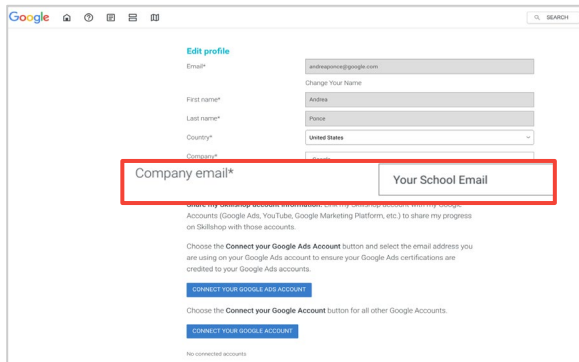 Google
SEARCH
Edit profile
Email*
andreaponce@google.com
Change Your Name
First name*
Andrea
Last name*
Ponce
Country*
United States
Company*
Google
Company email*
Your School Email
Share my Skillshop account information. Link my Skillshop account with my Google
Accounts (Google Ads, YouTube, Google Marketing Platform, etc.) to share my progress
on Skillshop with those accounts.
Choose the Connect your Google Ads Account button and select the email address you
are using on your Google Ads account to ensure your Google Ads certifications are
credited to your Google Ads accounts.
CONNECT YOUR GOOGLE ADS ACCOUNT
Choose the Connect your Google Account button for all other Google Accounts.
CONNECT YOUR GOOGLE ACCOUNT
No connected accounts